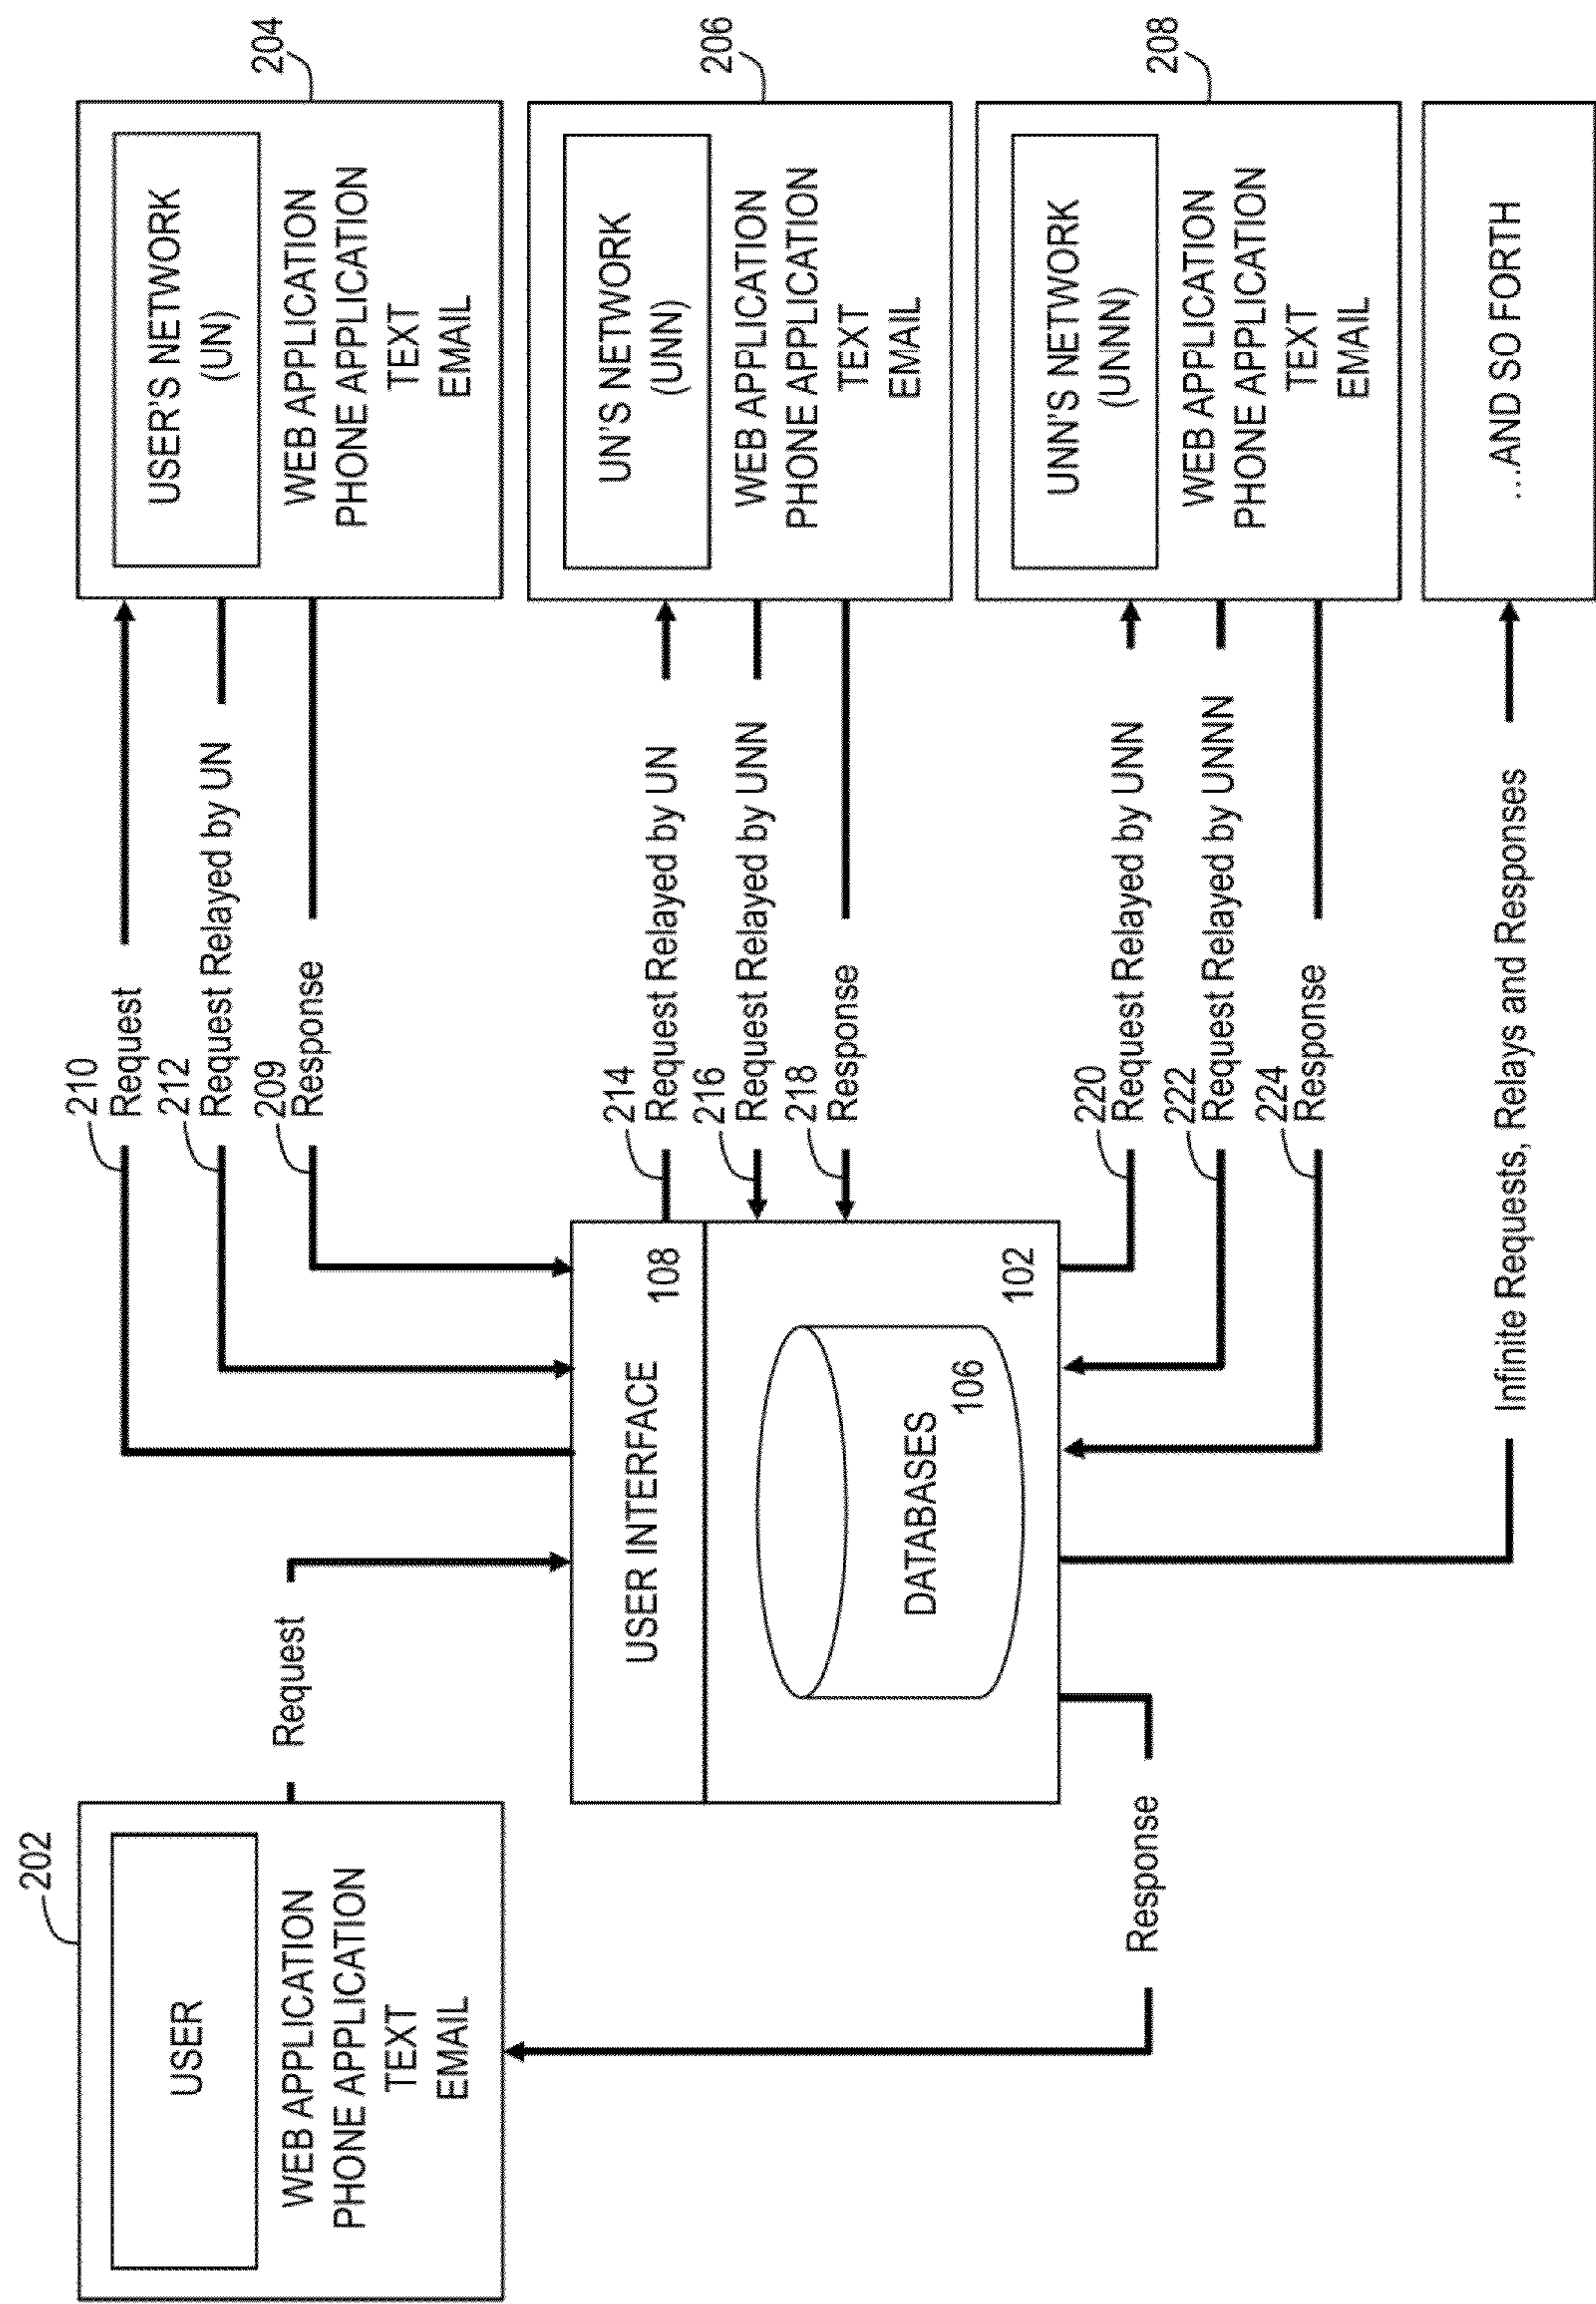 202
USER
WEB APPLICATION
PHONE APPLICATION
TEXT
EMAIL
Request
Response
USER INTERFACE
108
DATABASES
106
102
210
Request
212
Request Relayed by UN
209
Response
214
Request Relayed by UN
216
Request Relayed by UNN
218
Response
220
Request Relayed by UNN
222
Request Relayed by UNNN
224
Response
Infinite Requests, Relays and Responses
204
USER'S NETWORK
(UN)
WEB APPLICATION
PHONE APPLICATION
TEXT
EMAIL
206
UN'S NETWORK
(UNN)
WEB APPLICATION
PHONE APPLICATION
TEXT
EMAIL
208
UNN'S NETWORK
(UNNN)
WEB APPLICATION
PHONE APPLICATION
TEXT
EMAIL
...AND SO FORTH